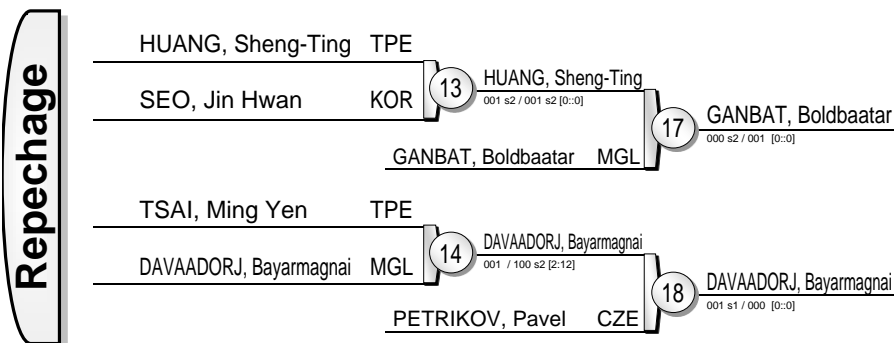 Repechage
HUANG, Sheng-Ting TPE
SEO, Jin Hwan KOR
13
HUANG, Sheng-Ting
001 s2 / 001 s2 [0::0]
GANBAT, Boldbaatar MGL
17
GANBAT, Boldbaatar
000 s2 / 001 [0::0]
TSAI, Ming Yen TPE
DAVAADORJ, Bayarmagnai MGL
14
DAVAADORJ, Bayarmagnai
001 / 100 s2 [2:12]
PETRIKOV, Pavel CZE
18
DAVAADORJ, Bayarmagnai
001 s1 / 000 [0::0]